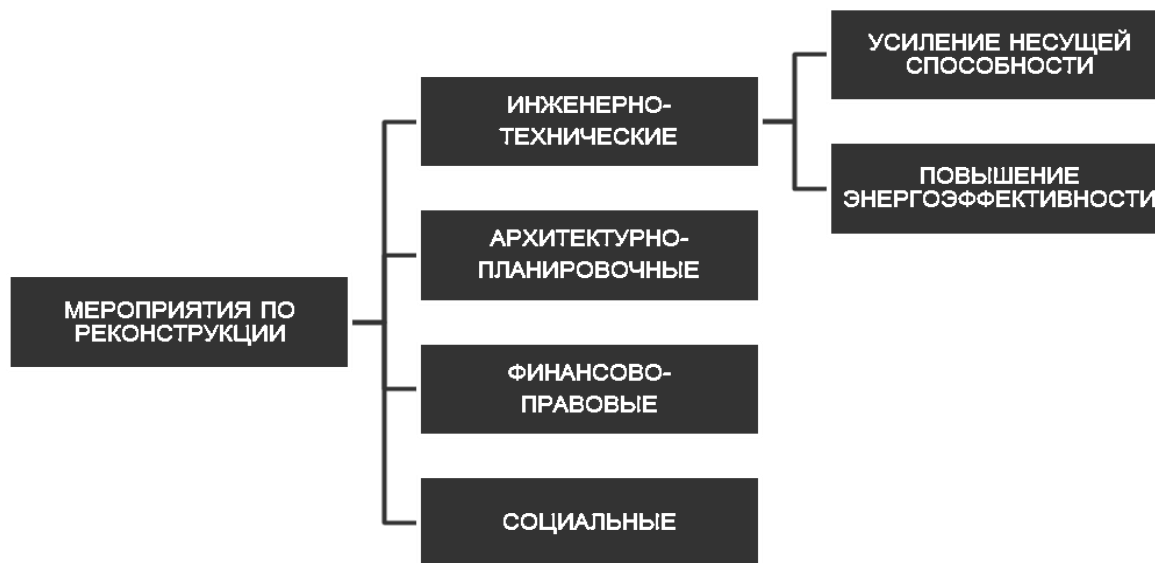 МЕРОПРИЯТИЯ ПО
РЕКОНСТРУКЦИИ
ИНЖЕНЕРНО-
ТЕХНИЧЕСКИЕ
УСИЛЕНИЕ НЕСУЩЕЙ
СПОСОБНОСТИ
ПОВЫШЕНИЕ
ЭНЕРГОЭФФЕКТИВНОСТИ
АРХИТЕКТУРНО-
ПЛАНИРОВОЧНЫЕ
ФИНАНСОВО-
ПРАВОВЫЕ
СОЦИАЛЬНЫЕ